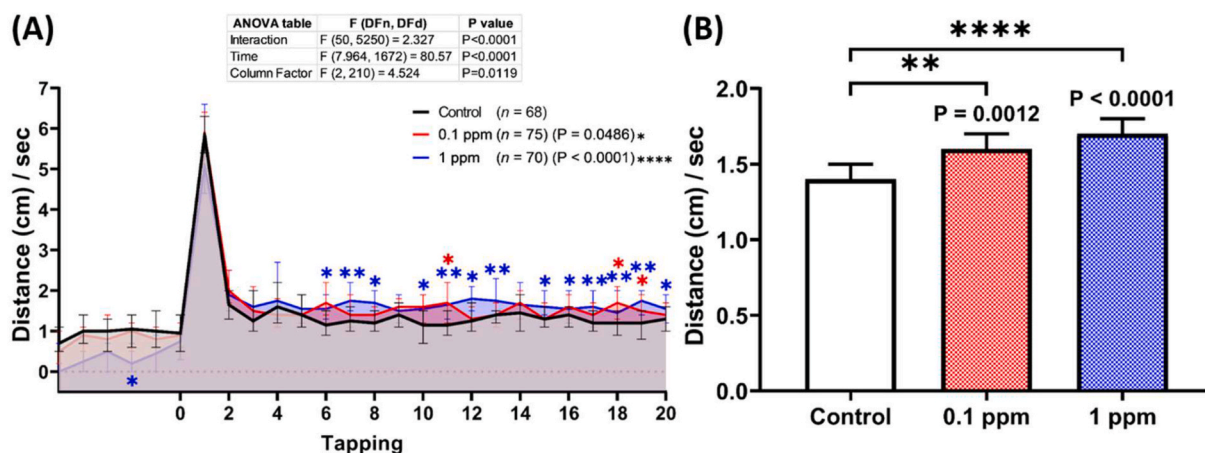 (A)
ANOVA table F (DFn, DFd) P value
Interaction F (50, 5250) = 2.327 P<0.0001
Time F (7.964, 1672) = 80.57 P<0.0001
Column Factor F (2, 210) = 4.524 P=0.0119
Distance (cm) / sec
7
6
5
4
3
2
1
0
Control (n = 68)
0.1 ppm (n = 75) (P = 0.0486) *
1 ppm (n = 70) (P < 0.0001) ****
* *
* ** * * ** * ** * * ** ** * ** *
*
0 2 4 6 8 10 12 14 16 18 20
Tapping
(B)
****
**
P = 0.0012
P < 0.0001
Distance (cm) / sec
2.0
1.5
1.0
0.5
0.0
Control 0.1 ppm 1 ppm